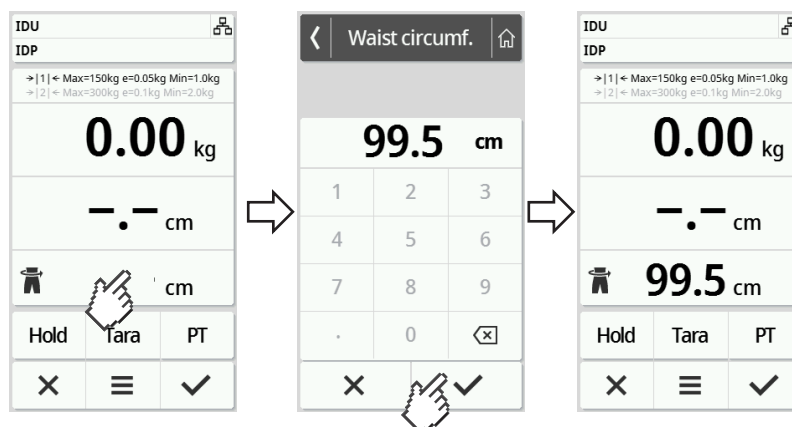 IDU
IDP
→|1|← Max=150kg e=0.05kg Min=1.0kg
→|2|← Max=300kg e=0.1kg Min=2.0kg
0.00 kg
–.– cm
cm
Hold Tara PT
Waist circumf.
99.5 cm
1 2 3
4 5 6
7 8 9
. 0
IDU
IDP
→|1|← Max=150kg e=0.05kg Min=1.0kg
→|2|← Max=300kg e=0.1kg Min=2.0kg
0.00 kg
–.– cm
99.5 cm
Hold Tara PT